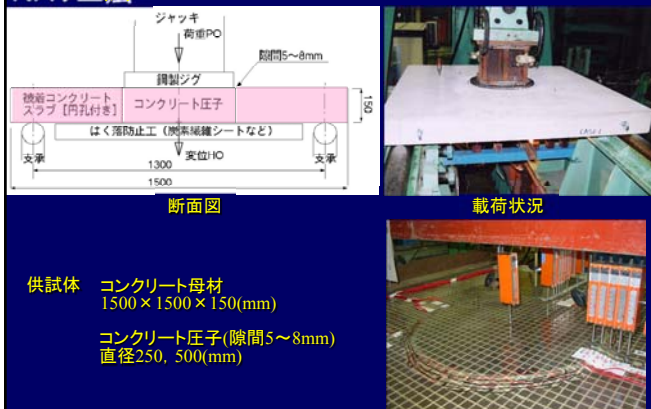 ジャッキ
荷重PO
隙間5～8mm
鋼製ジグ
被着コンクリート
スラブ［円孔付き］
コンクリート圧子
150
はく落防止工（炭素繊維シートなど）
支承
変位HO
支承
1300
1500
断面図
載荷状況
供試体
コンクリート母材
1500×1500×150(mm)
コンクリート圧子(隙間5～8mm)
直径250, 500(mm)